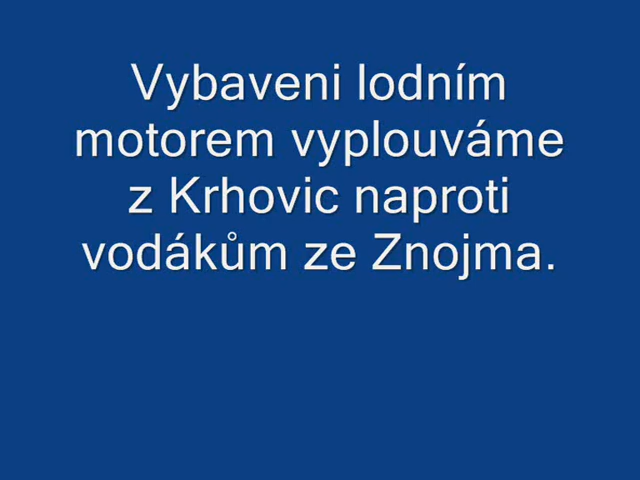 Vybaveni lodním
motorem vyplouváme
z Krhovic naproti
vodákům ze Znojma.